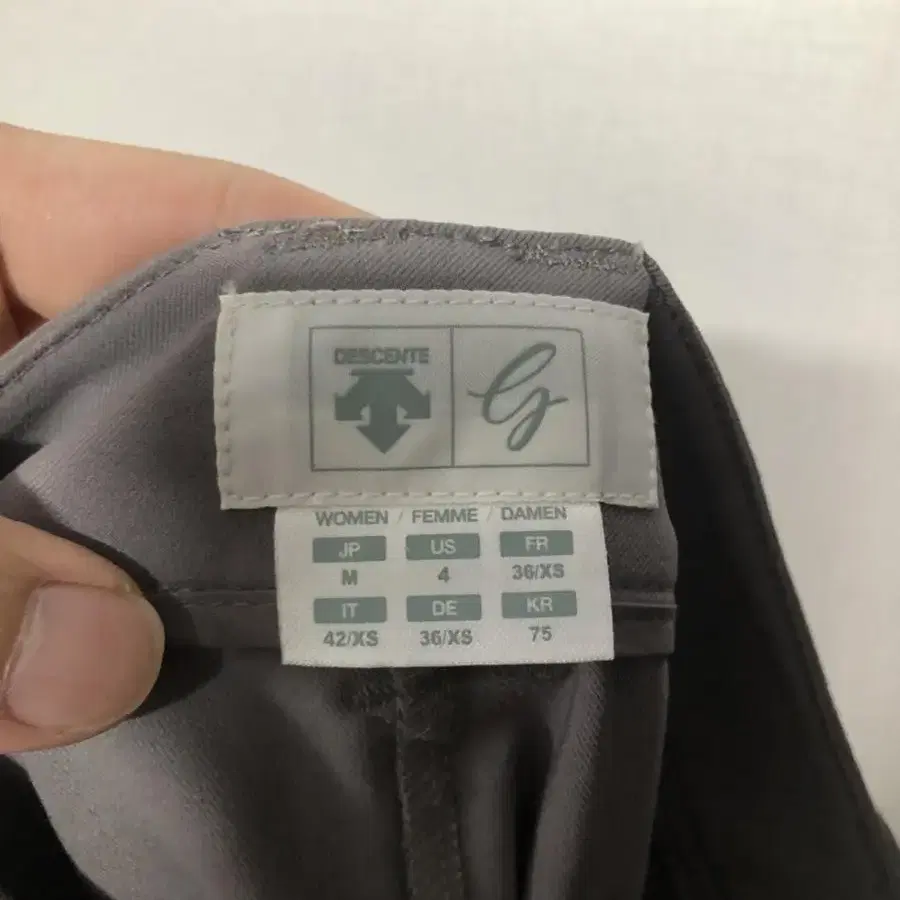 DESCENTE
G
WOMEN / FEMME / DAMEN
JP US FR
M 4 36/XS
IT DE KR
42/XS 36/XS 75